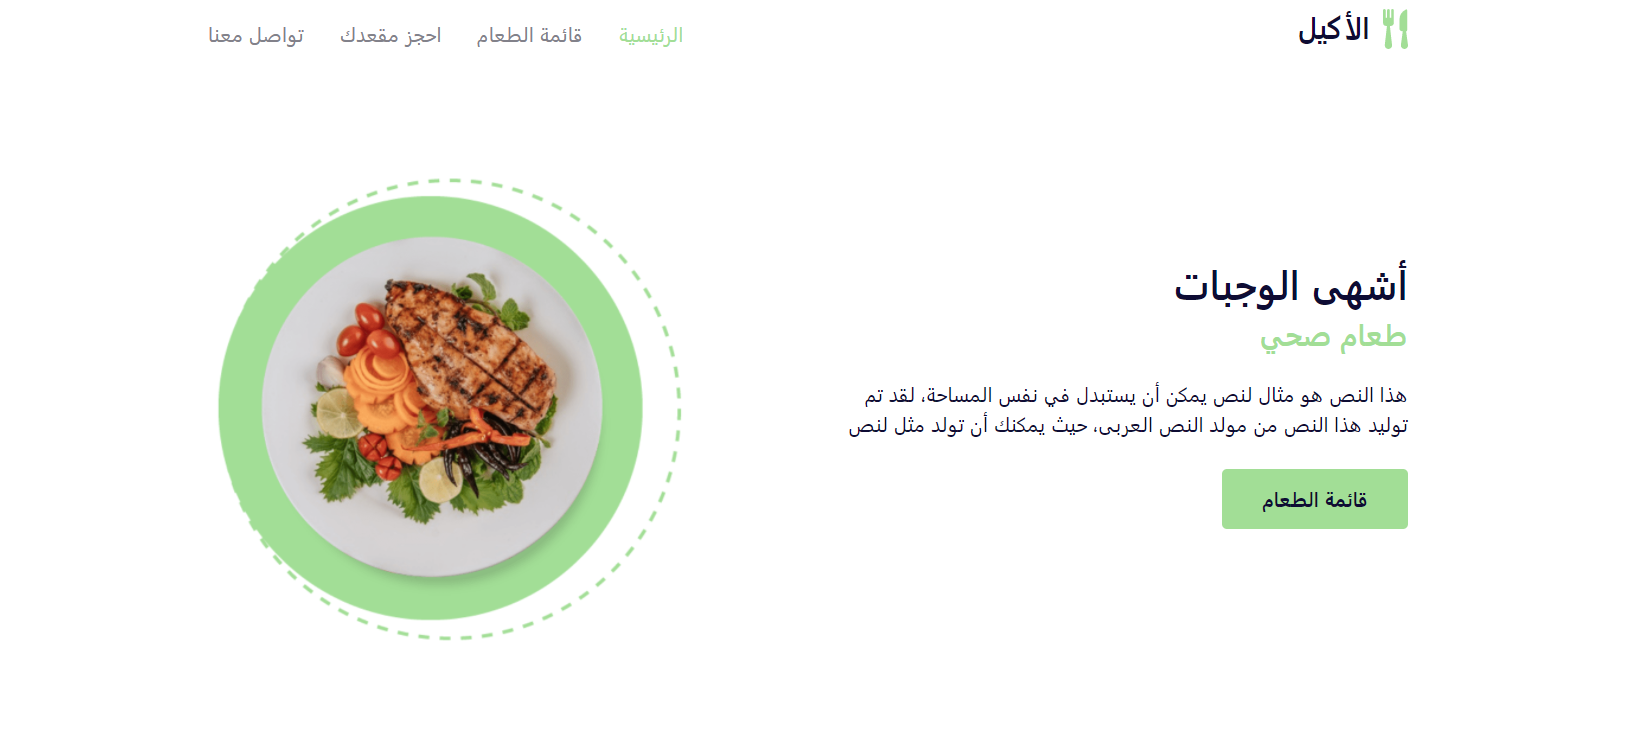 الأكيل
الرئيسية
قائمة الطعام
احجز مقعدك
تواصل معنا
أشهى الوجبات
طعام صحي
هذا النص هو مثال لنص يمكن أن يستبدل في نفس المساحة، لقد تم
توليد هذا النص من مولد النص العربى، حيث يمكنك أن تولد مثل لنص
قائمة الطعام